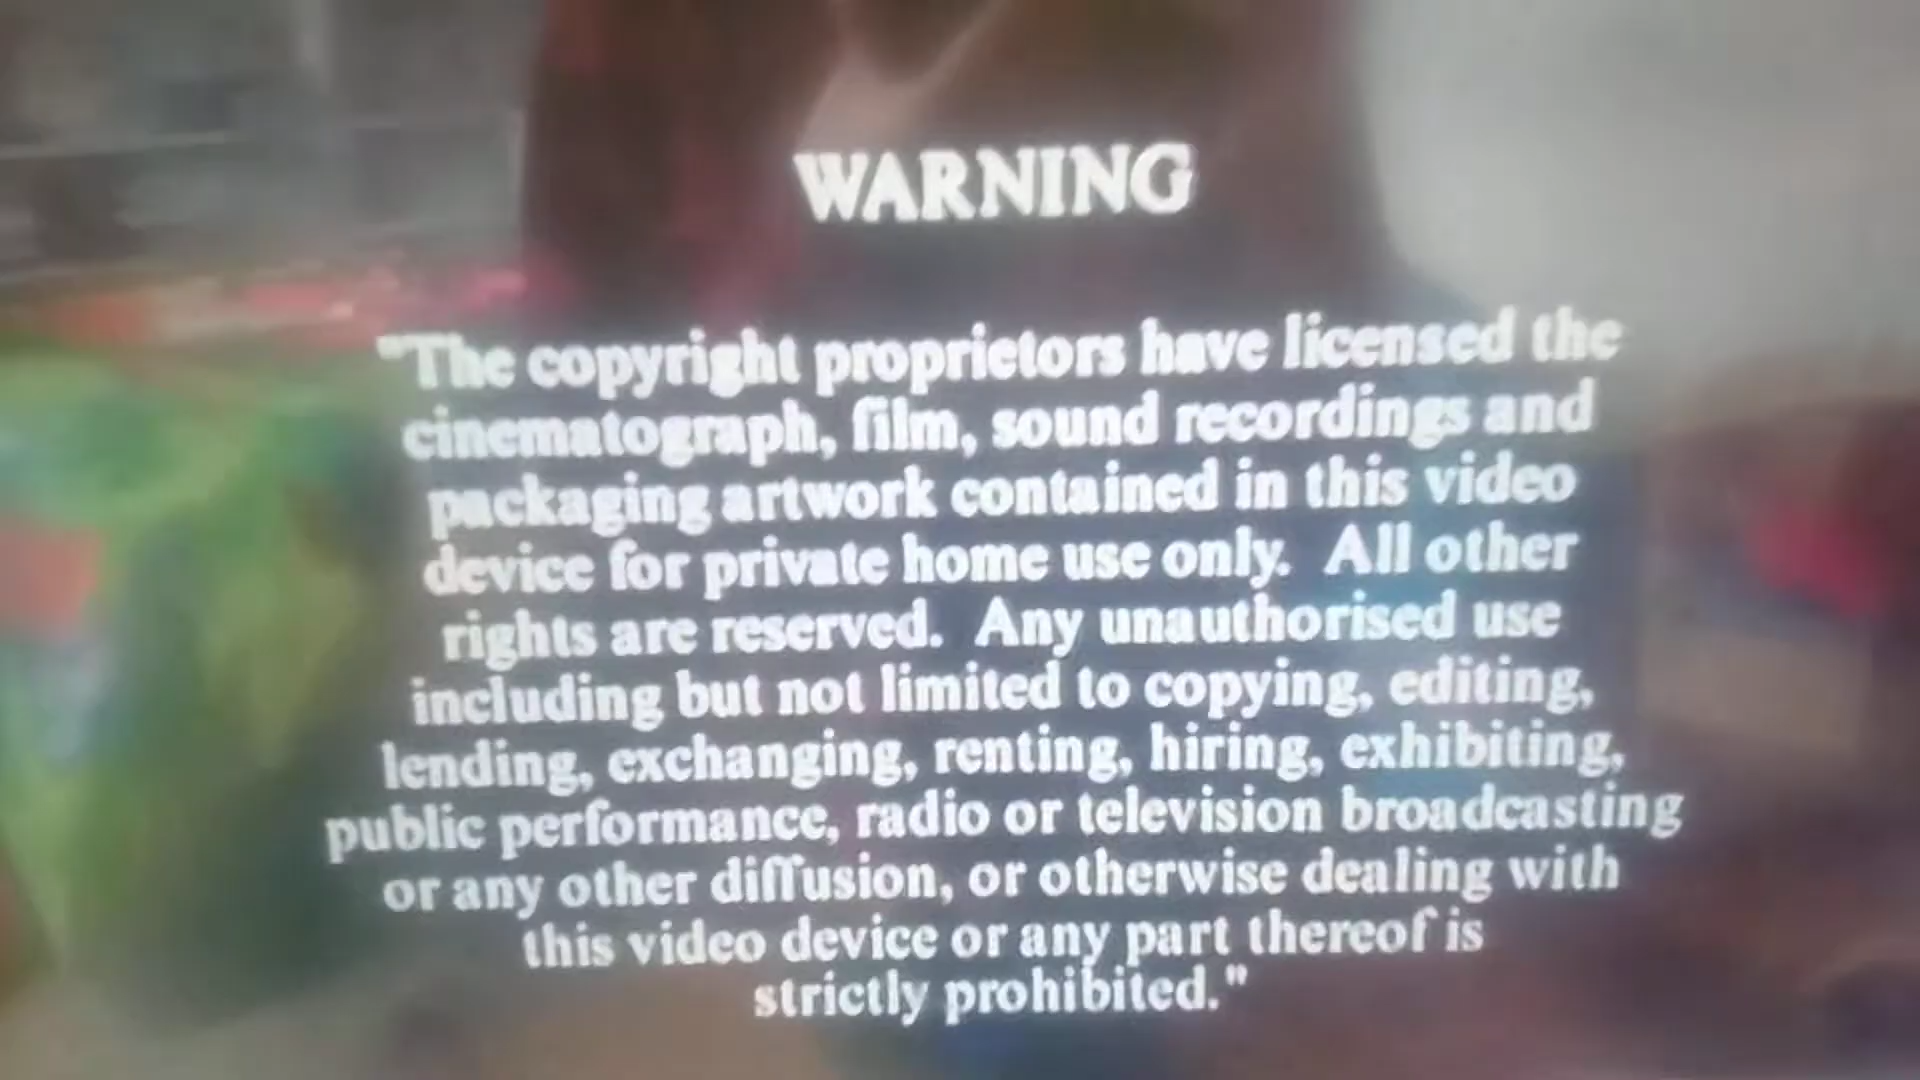 WARNING
"The copyright proprietors have licensed the
cinematograph, film, sound recordings and
packaging artwork contained in this video
device for private home use only.  All other
rights are reserved.  Any unauthorised use
including but not limited to copying, editing,
lending, exchanging, renting, hiring, exhibiting,
public performance, radio or television broadcasting
or any other diffusion, or otherwise dealing with
this video device or any part thereof is
strictly prohibited."